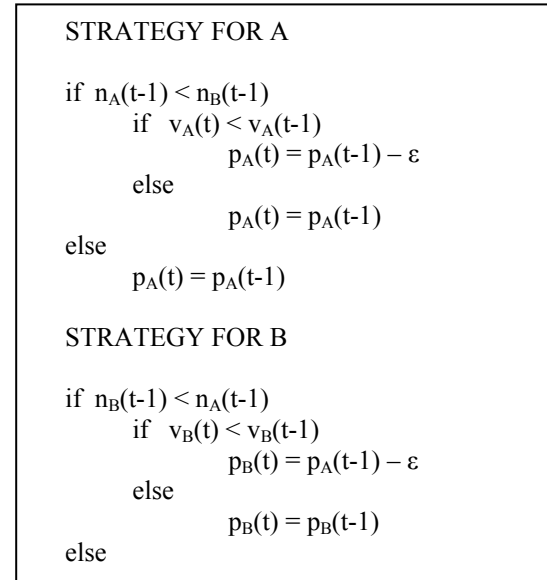 STRATEGY FOR A
if n_A(t-1) < n_B(t-1)
if v_A(t) < v_A(t-1)
p_A(t) = p_A(t-1) – ε
else
p_A(t) = p_A(t-1)
else
p_A(t) = p_A(t-1)
STRATEGY FOR B
if n_B(t-1) < n_A(t-1)
if v_B(t) < v_B(t-1)
p_B(t) = p_A(t-1) – ε
else
p_B(t) = p_B(t-1)
else